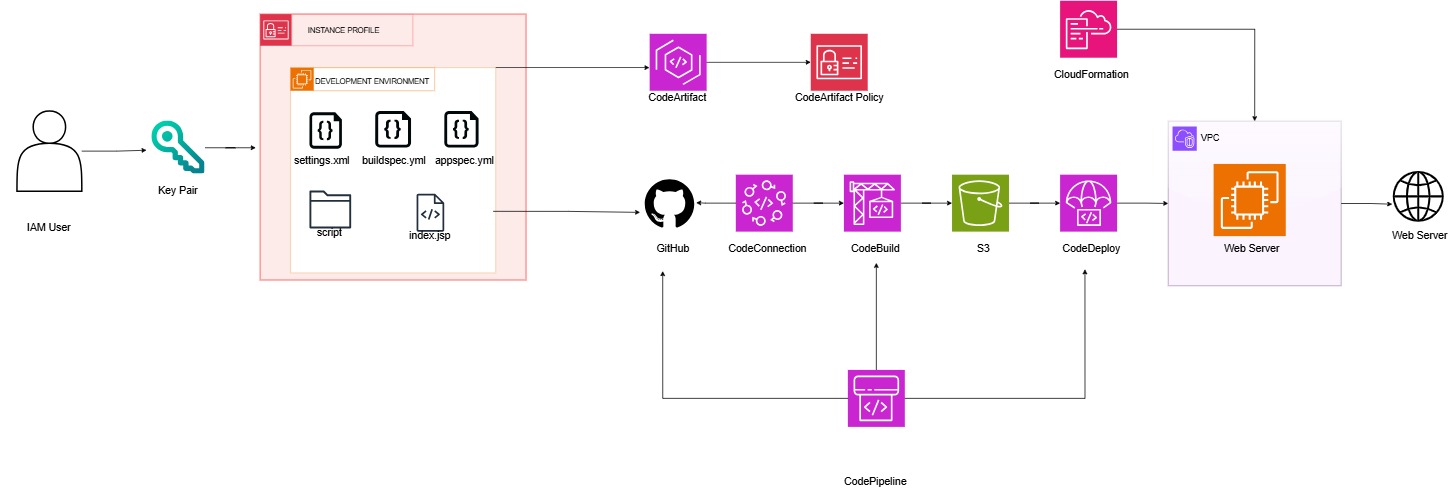 INSTANCE PROFILE
DEVELOPMENT ENVIRONMENT
settings.xml
buildspec.yml
appspec.yml
script
index.jsp
IAM User
Key Pair
CodeArtifact
CodeArtifact Policy
CloudFormation
GitHub
CodeConnection
CodeBuild
S3
CodeDeploy
VPC
Web Server
Web Server
CodePipeline